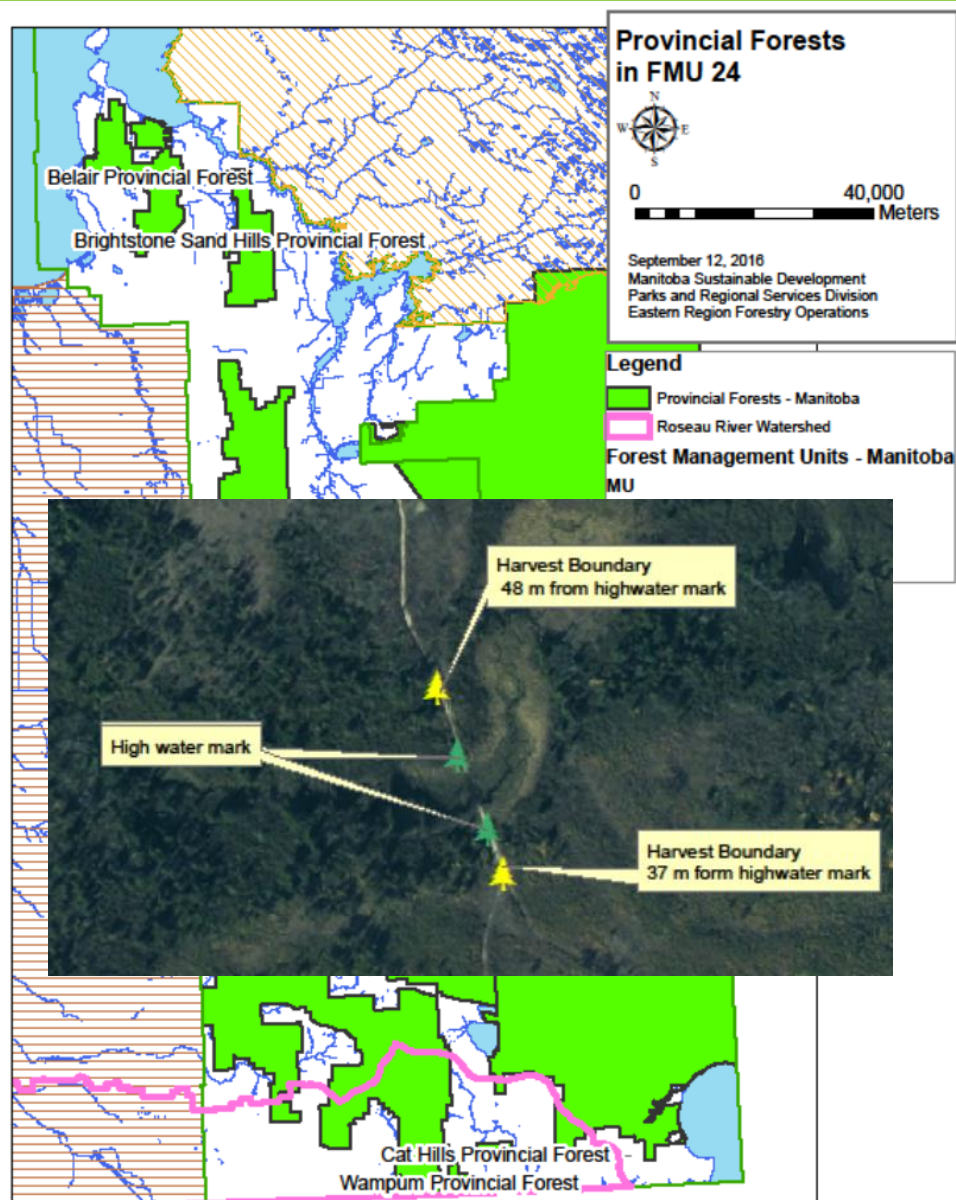 Provincial Forests
in FMU 24
N
W E
S
0 40,000
Meters
September 12, 2016
Manitoba Sustainable Development
Parks and Regional Services Division
Eastern Region Forestry Operations
Belair Provincial Forest
Brightstone Sand Hills Provincial Forest
Legend
Provincial Forests - Manitoba
Roseau River Watershed
Forest Management Units - Manitoba
MU
Harvest Boundary
48 m from highwater mark
High water mark
Harvest Boundary
37 m form highwater mark
Cat Hills Provincial Forest
Wampum Provincial Forest